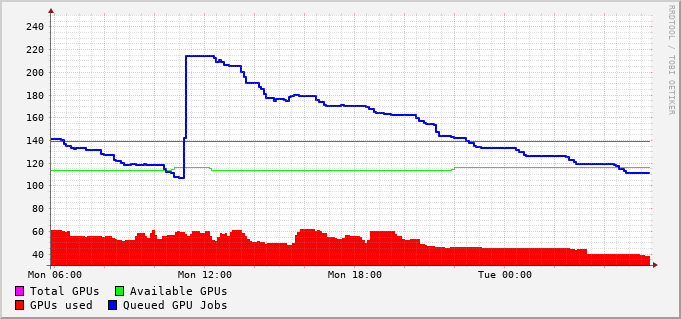 240
220
200
180
160
140
120
100
80
60
40
Mon 06:00 Mon 12:00 Mon 18:00 Tue 00:00
Total GPUs Available GPUs
GPUs used Queued GPU Jobs
RRDTOOL / TOBI OETIKER